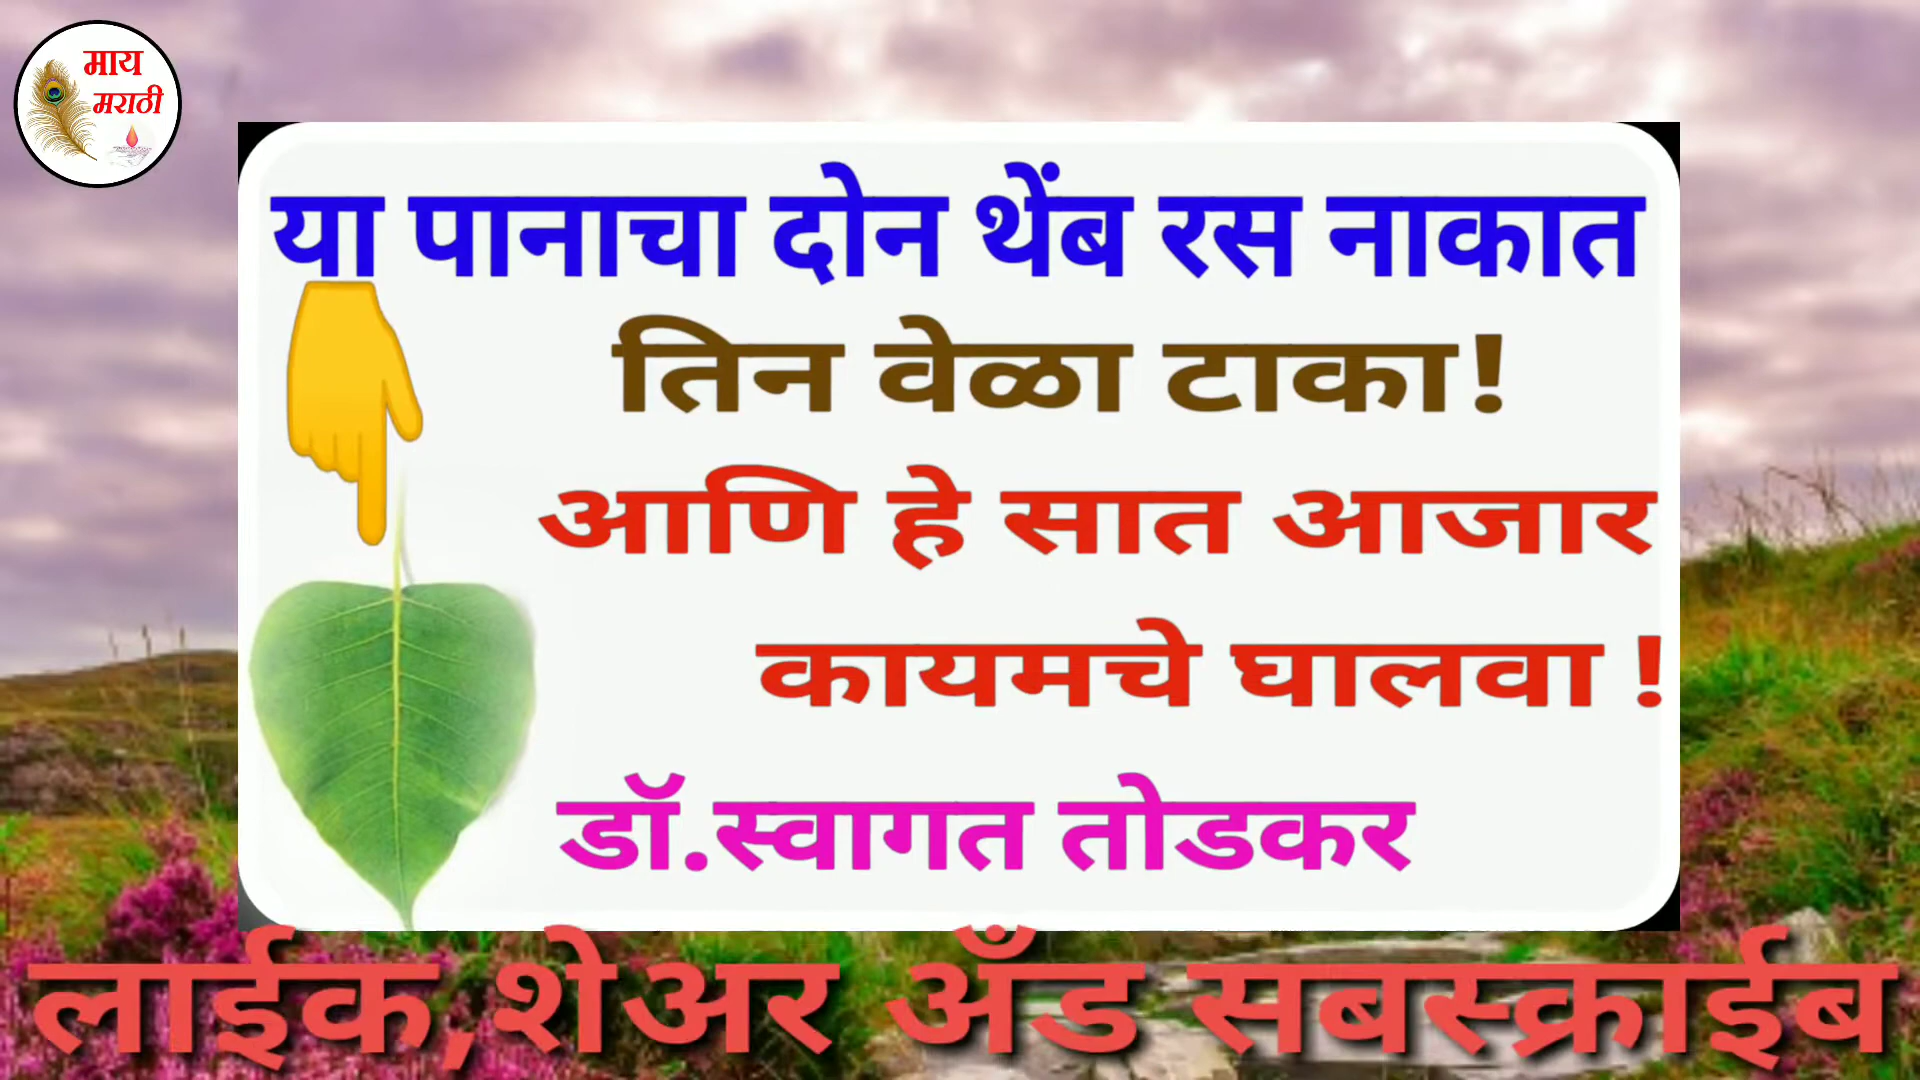 माय
मराठी
या पानाचा दोन थेंब रस नाकात
तिन वेळा टाका!
आणि हे सात आजार
कायमचे घालवा !
डॉ.स्वागत तोडकर
लाईक,शेअर अँड सबस्क्राईब